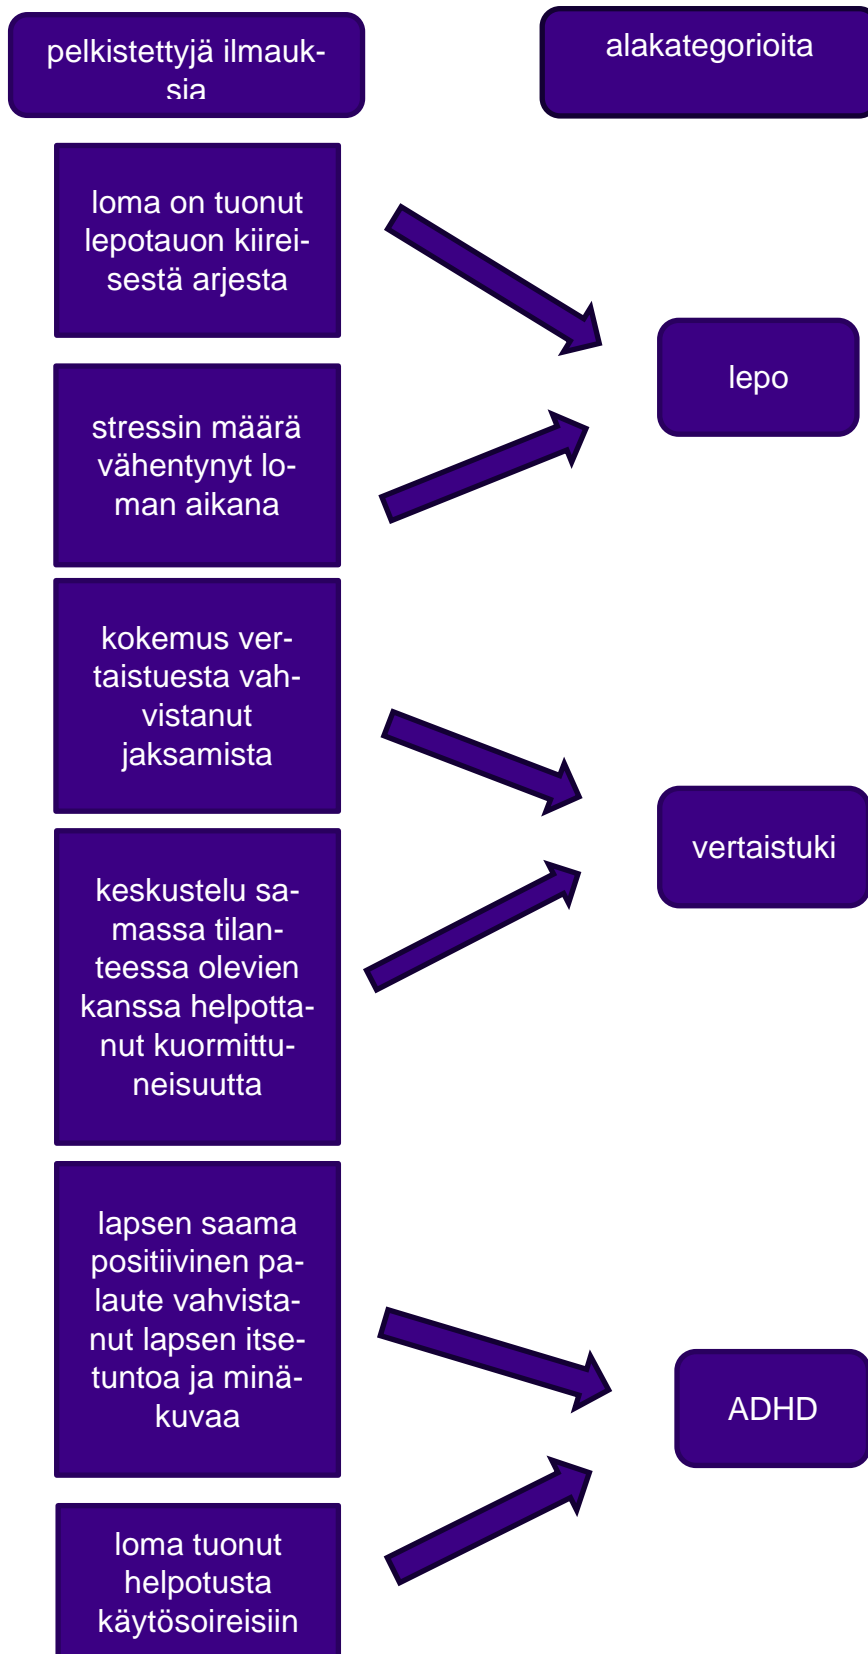 pelkistettyjä ilmauk-
sia
alakategorioita
loma on tuonut
lepotauon kiirei-
sestä arjesta
lepo
stressin määrä
vähentynyt lo-
man aikana
kokemus ver-
taistuesta vah-
vistanut
jaksamista
vertaistuki
keskustelu sa-
massa tilan-
teessa olevien
kanssa helpotta-
nut kuormittu-
neisuutta
lapsen saama
positiivinen pa-
laute vahvista-
nut lapsen itse-
tuntoa ja minä-
kuvaa
ADHD
loma tuonut
helpotusta
käytösoireisiin